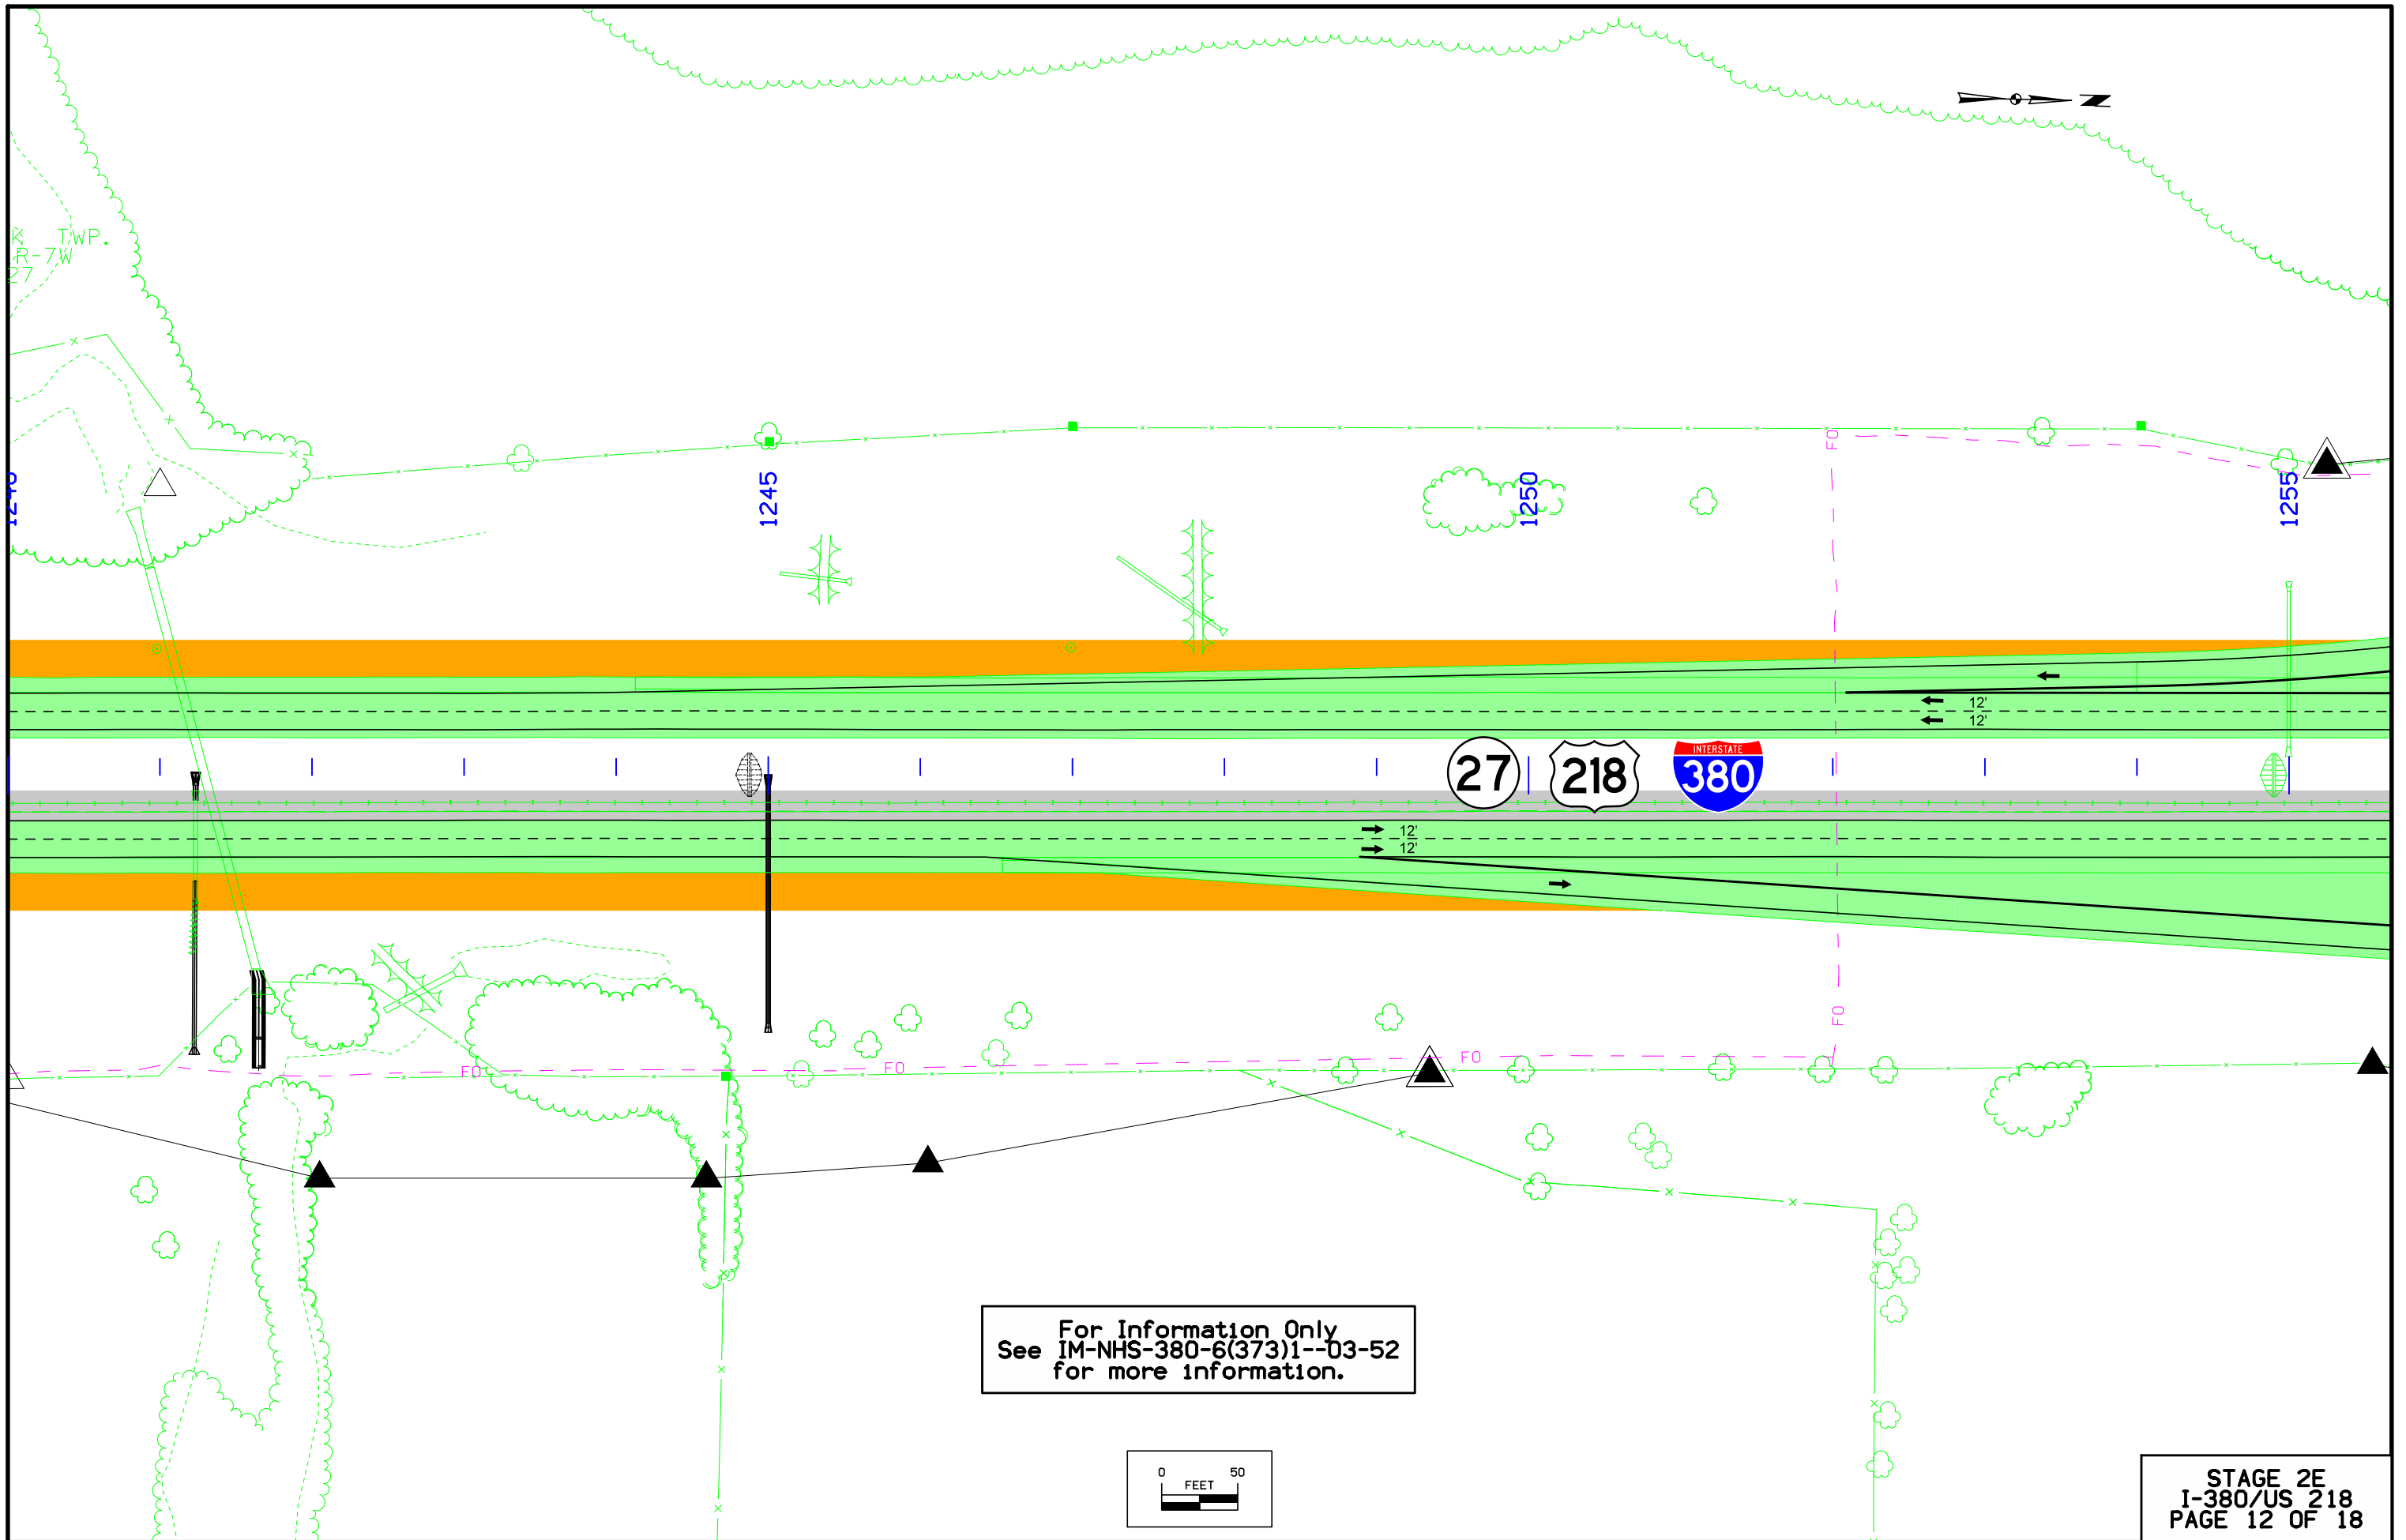 K TWP.
R-7W
27
1240
1245
1250
1255
FO
12'
12'
27
218
INTERSTATE
380
12'
12'
FO
FO
FO
FO
For Information Only
See IM-NHS-380-6(373)1--03-52
for more information.
0 50
FEET
STAGE 2E
I-380/US 218
PAGE 12 OF 18
N